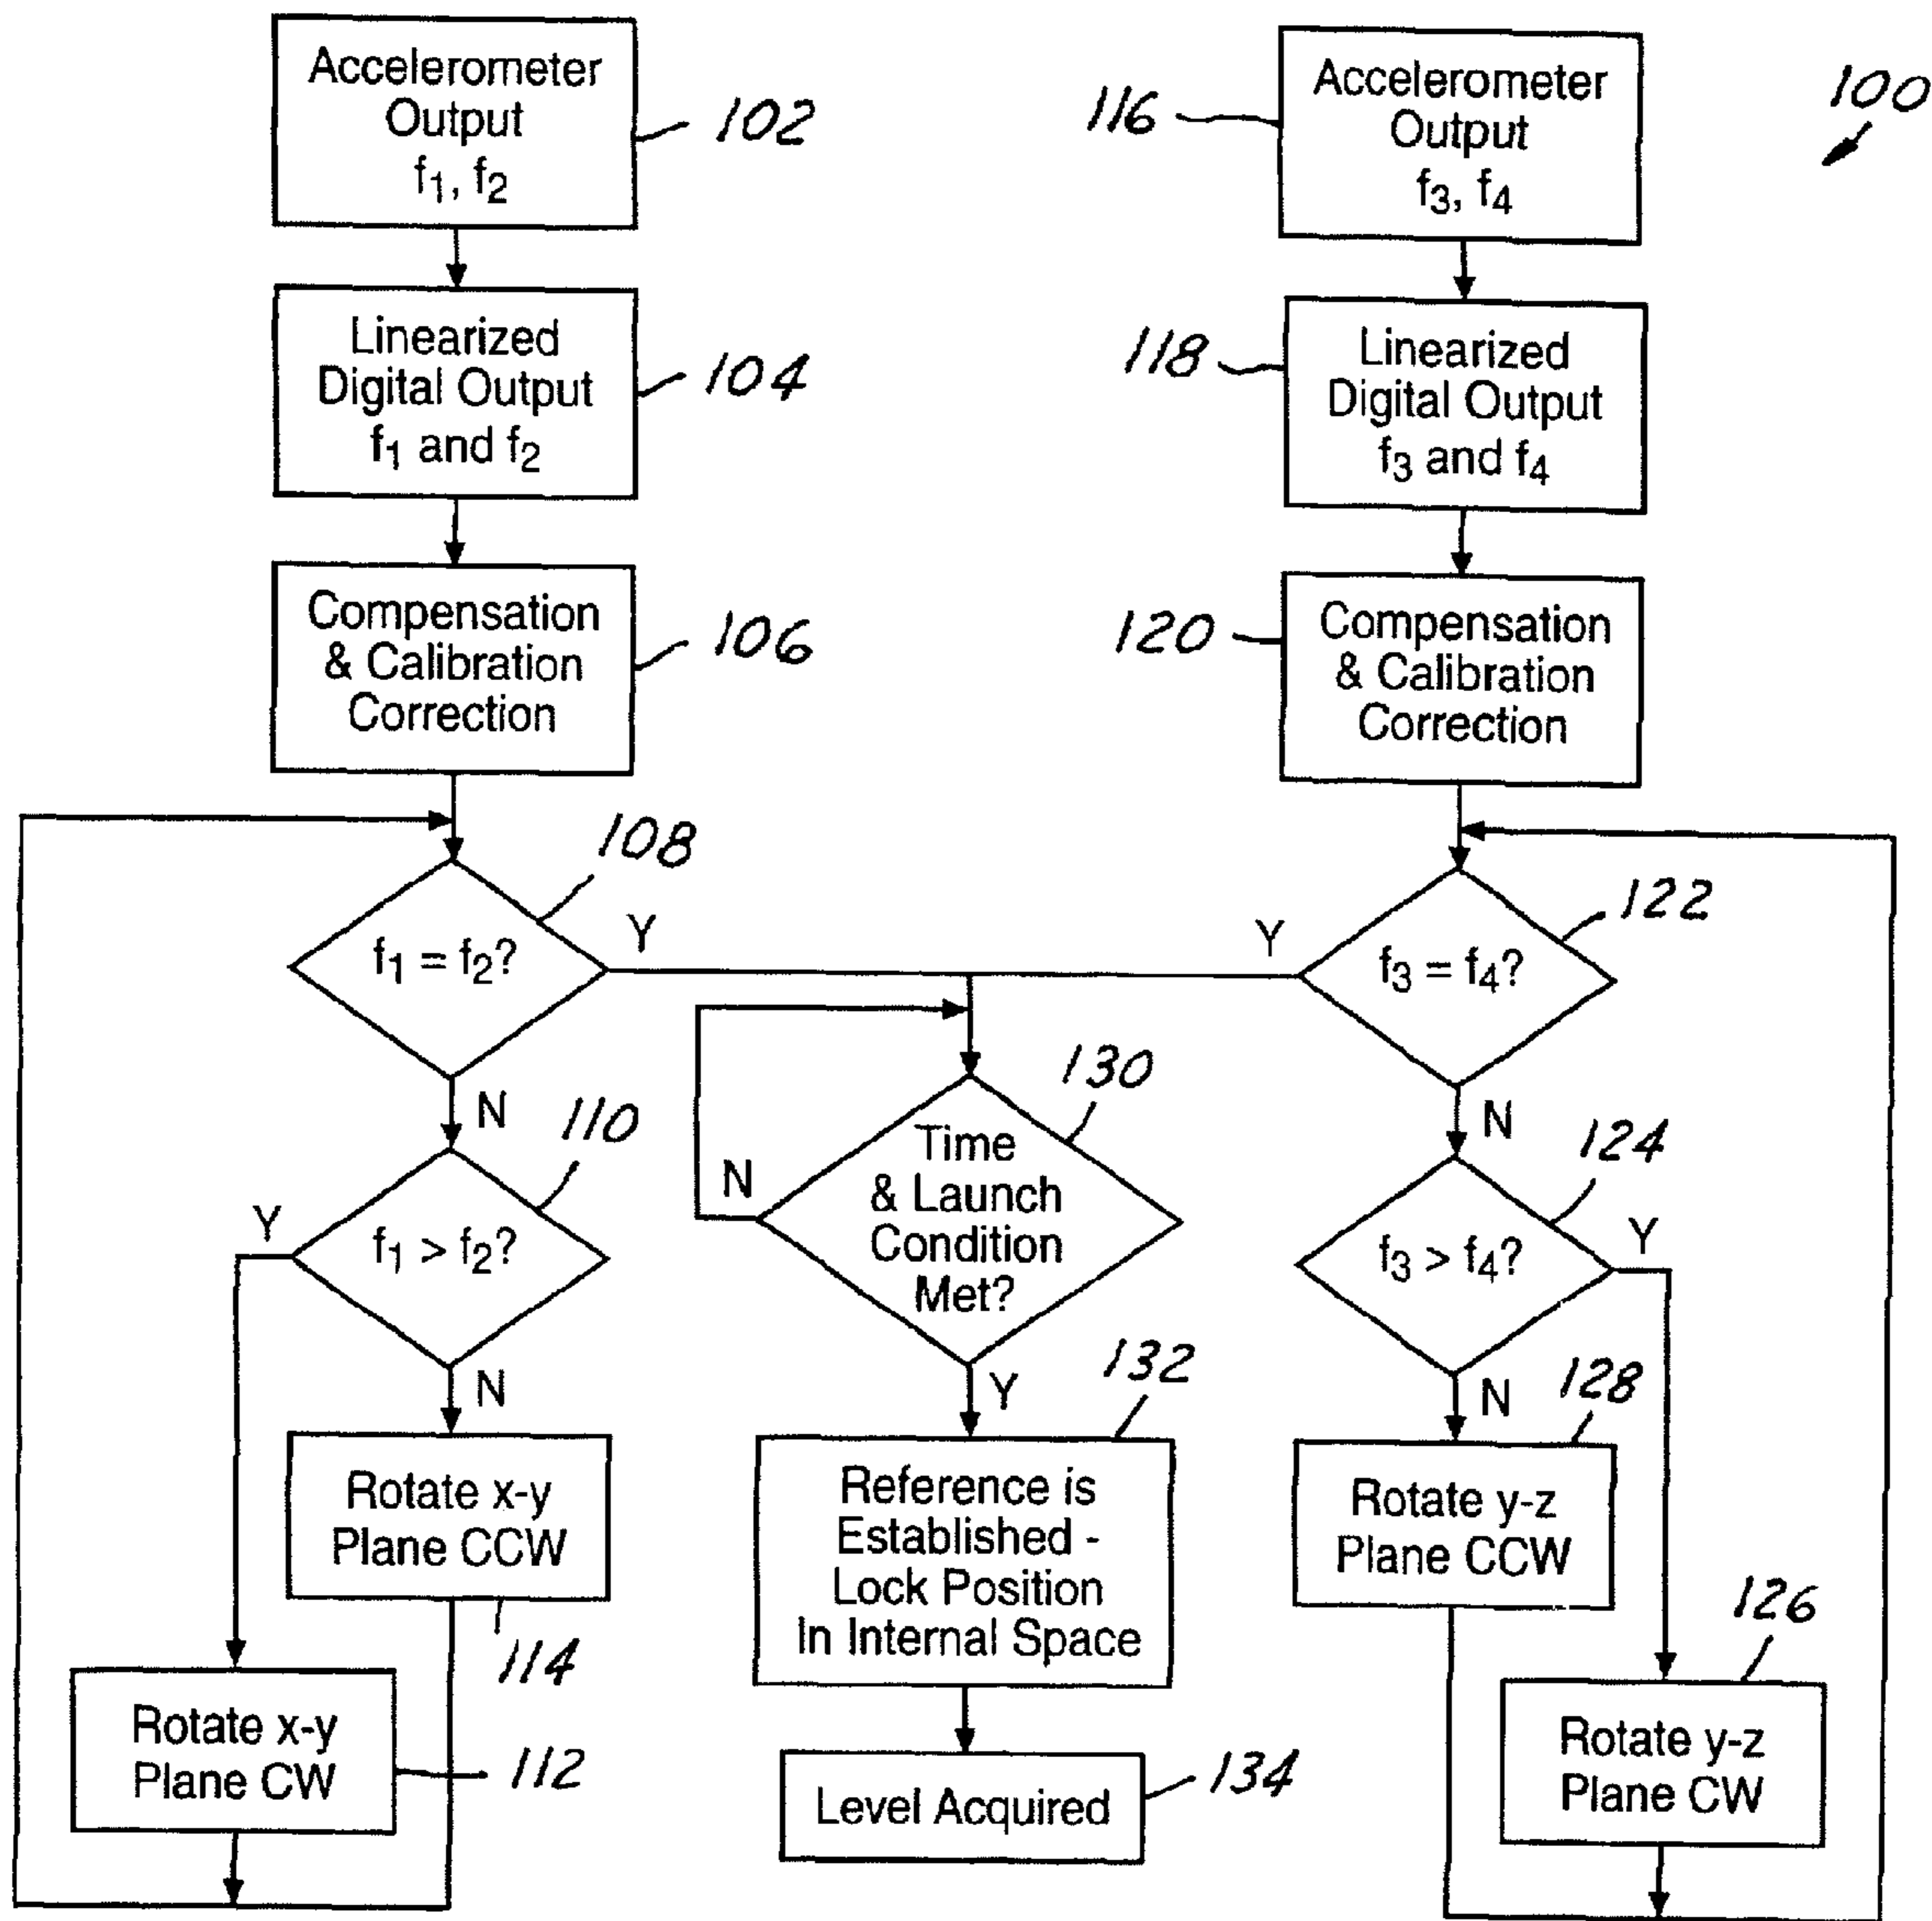 100
Accelerometer
Output
f1, f2
102
Linearized
Digital Output
f1 and f2
104
Compensation
& Calibration
Correction
106
f1 = f2?
108
Y
N
f1 > f2?
110
Y
N
Rotate x-y
Plane CCW
114
Rotate x-y
Plane CW
112
Accelerometer
Output
f3, f4
116
Linearized
Digital Output
f3 and f4
118
Compensation
& Calibration
Correction
120
f3 = f4?
122
Y
N
f3 > f4?
124
Y
N
Rotate y-z
Plane CCW
128
Rotate y-z
Plane CW
126
Time
& Launch
Condition
Met?
130
N
Y
Reference is
Established -
Lock Position
In Internal Space
132
Level Acquired
134